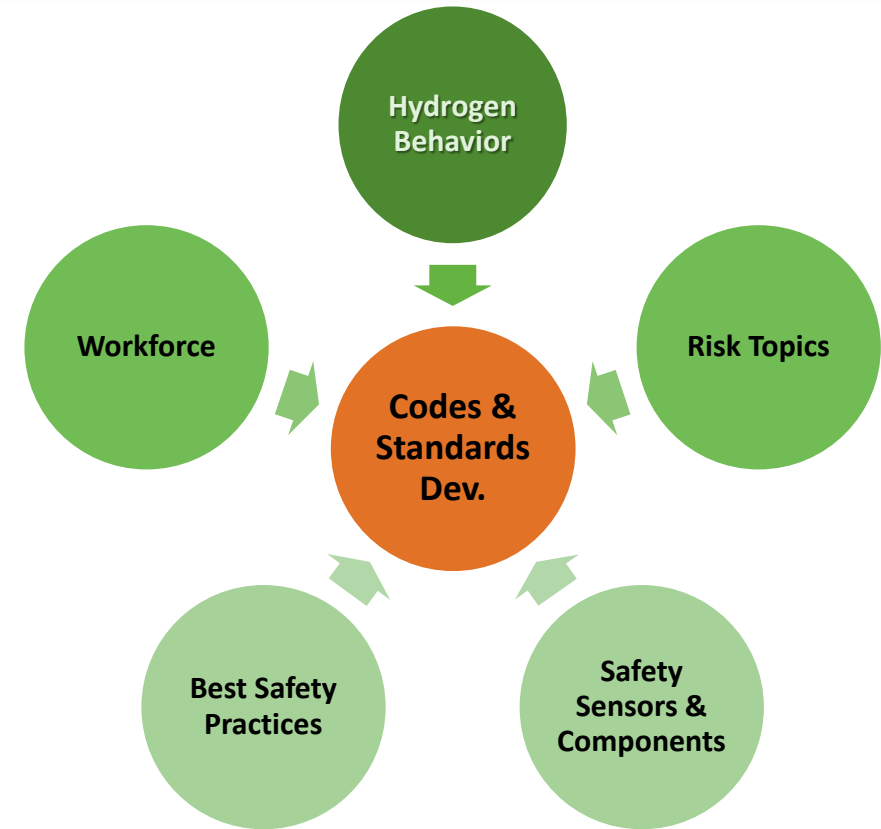 Hydrogen
Behavior
Workforce
Risk Topics
Codes &
Standards
Dev.
Best Safety
Practices
Safety
Sensors &
Components